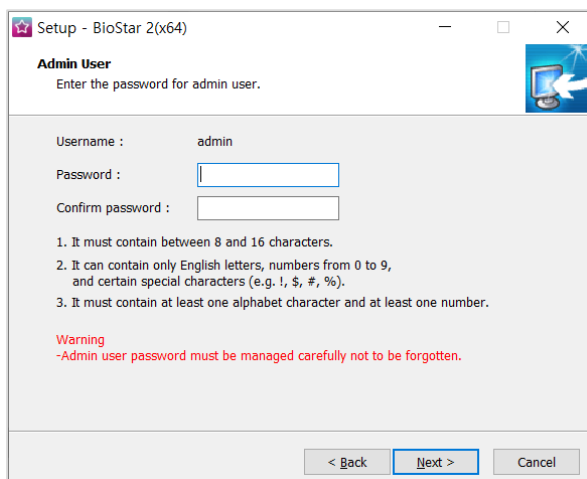 Setup - BioStar 2(x64)
Admin User
Enter the password for admin user.
Username :
admin
Password :
Confirm password :
1. It must contain between 8 and 16 characters.
2. It can contain only English letters, numbers from 0 to 9,
and certain special characters (e.g. !, $, #, %).
3. It must contain at least one alphabet character and at least one number.
Warning
-Admin user password must be managed carefully not to be forgotten.
< Back
Next >
Cancel